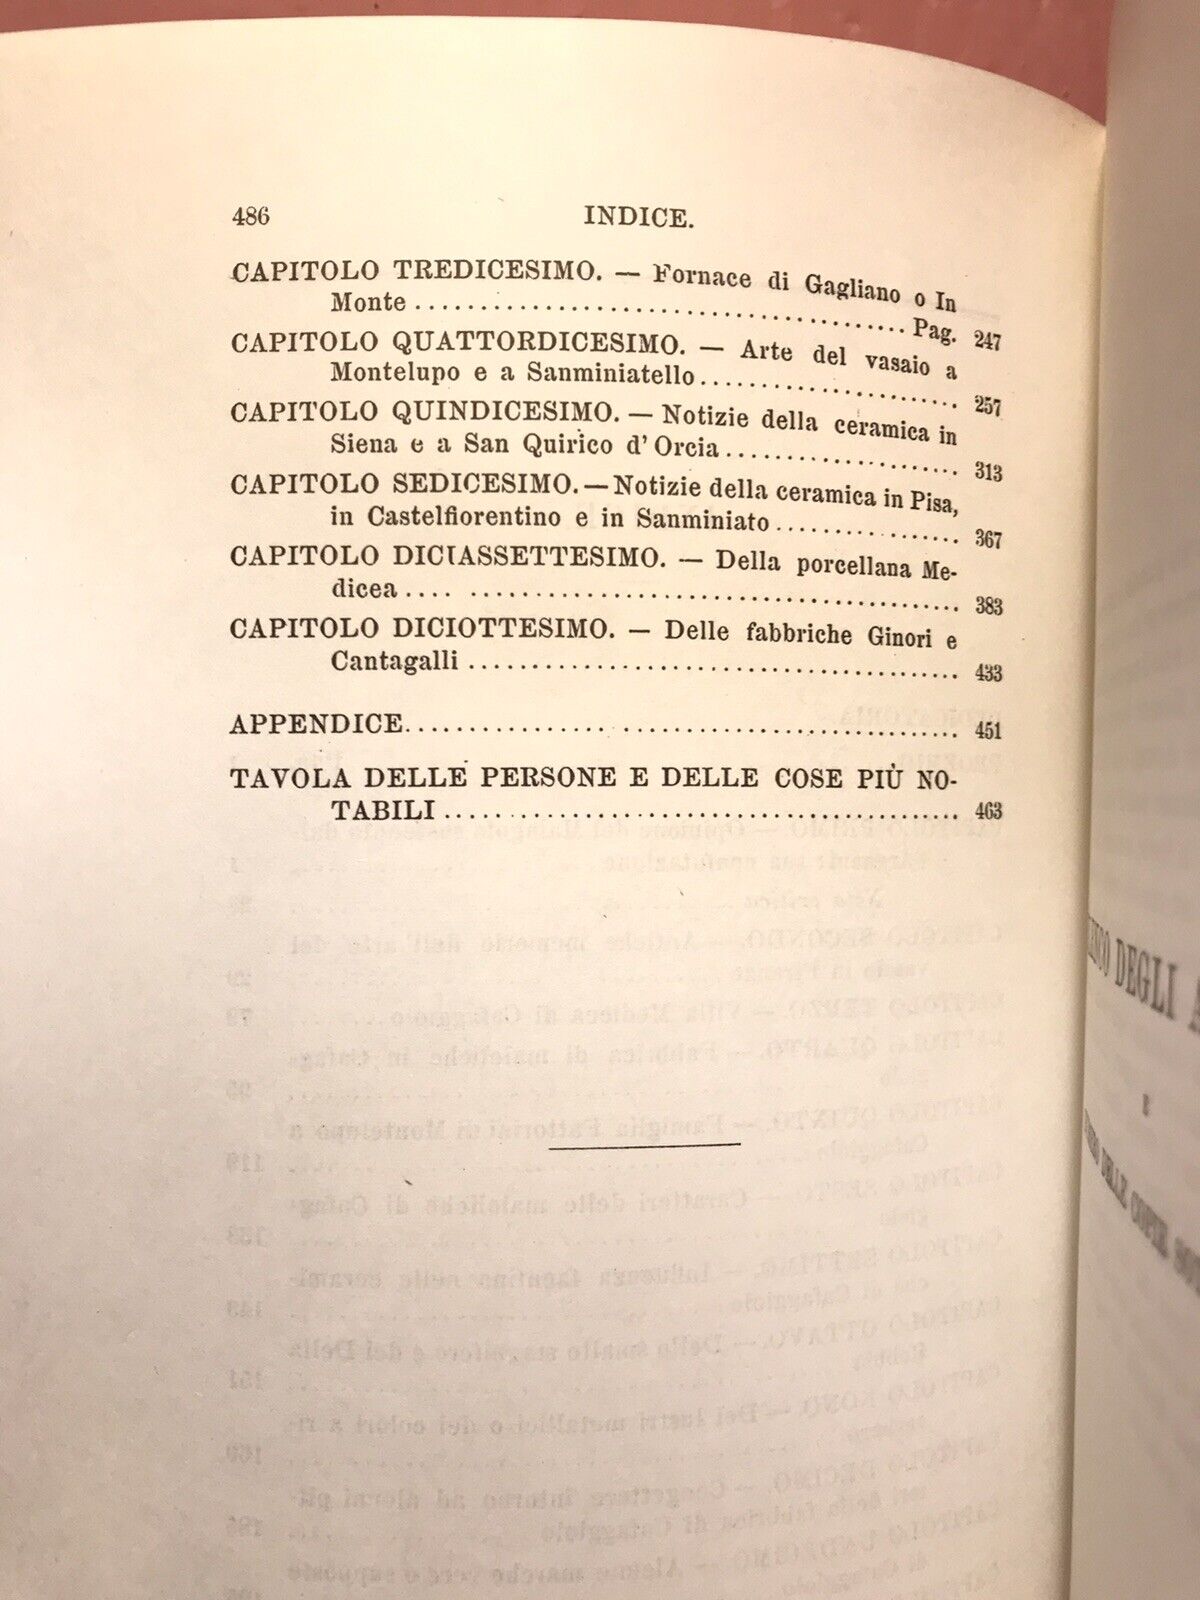 486 INDICE.
CAPITOLO TREDICESIMO. — Fornace di Gagliano o In
Monte ........ Pag. 247
CAPITOLO QUATTORDICESIMO. — Arte del vasaio a
Montelupo e a Sanminiatello ........ 257
CAPITOLO QUINDICESIMO. — Notizie della ceramica in
Siena e a San Quirico d' Orcia ........ 313
CAPITOLO SEDICESIMO. — Notizie della ceramica in Pisa,
in Castelfiorentino e in Sanminiato ........ 367
CAPITOLO DICIASSETTESIMO. — Della porcellana Me-
dicea ........ 383
CAPITOLO DICIOTTESIMO. — Delle fabbriche Ginori e
Cantagalli ........ 433
APPENDICE ........ 451
TAVOLA DELLE PERSONE E DELLE COSE PIÙ NO-
TABILI ........ 463
DEGLI
E
DELLE COPIE